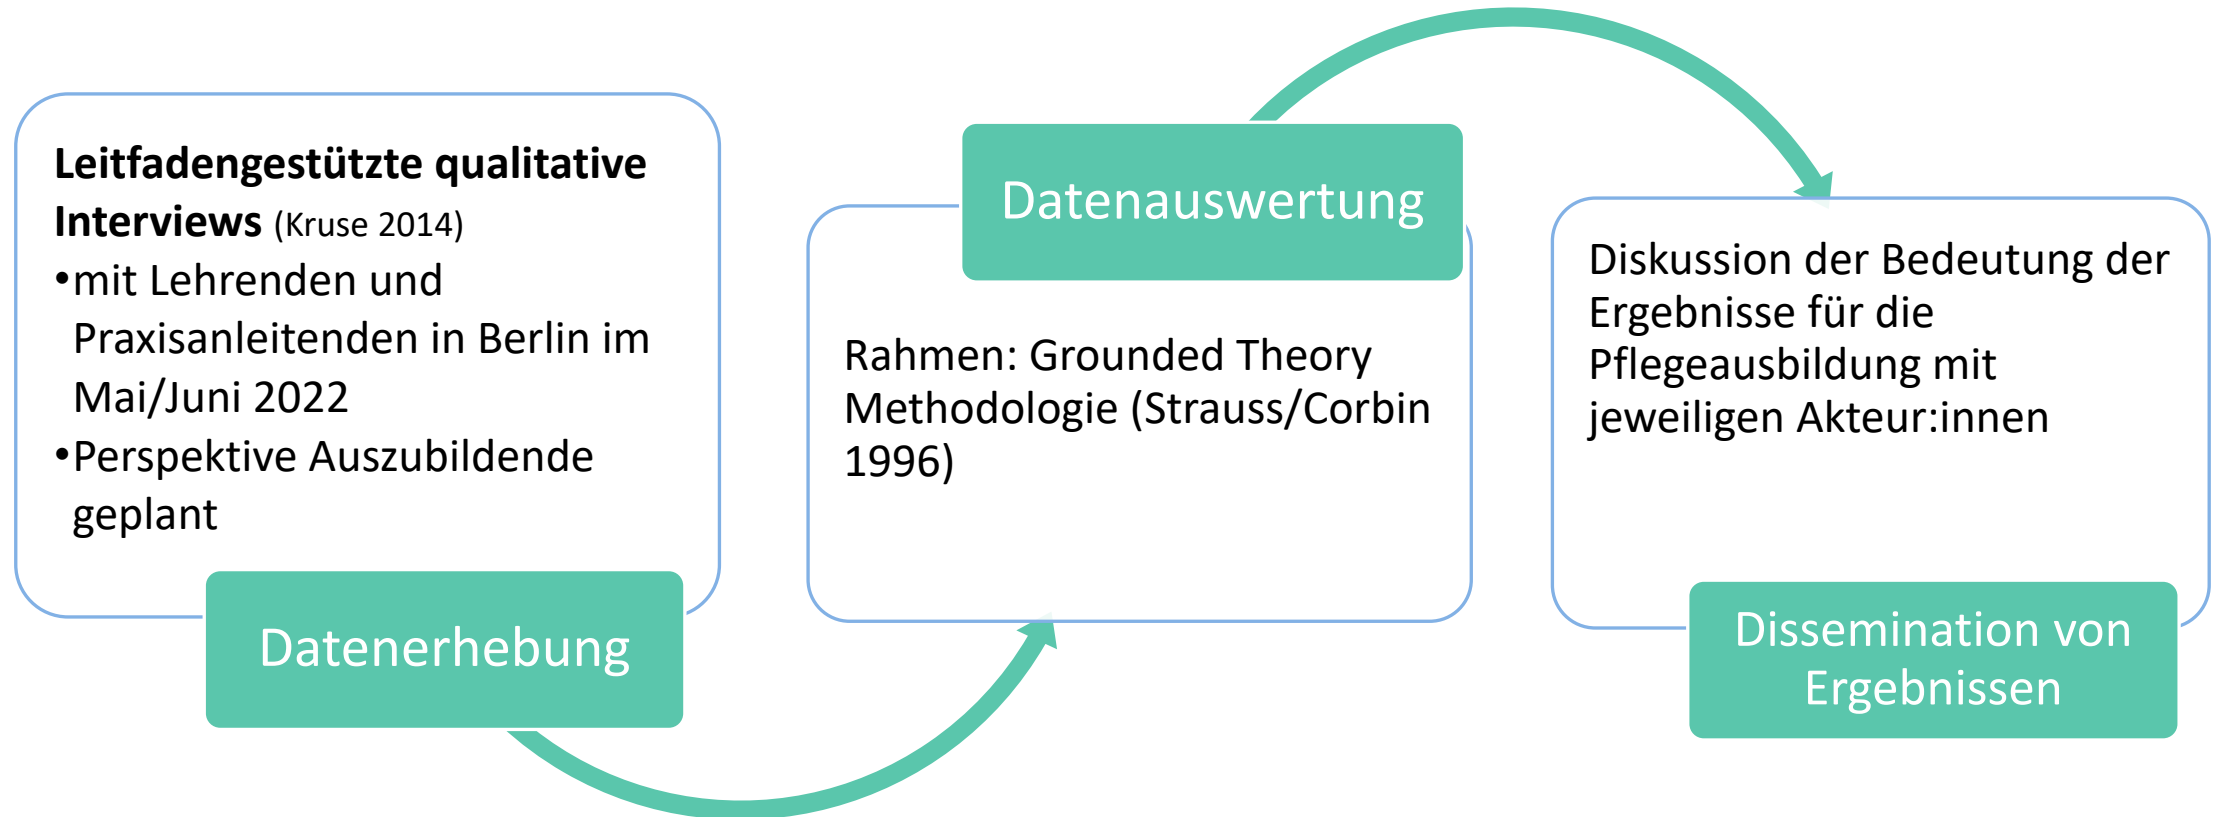 Leitfadengestützte qualitative
Interviews (Kruse 2014)
•mit Lehrenden und
Praxisanleitenden in Berlin im
Mai/Juni 2022
•Perspektive Auszubildende
geplant
Datenerhebung
Datenauswertung
Rahmen: Grounded Theory
Methodologie (Strauss/Corbin
1996)
Diskussion der Bedeutung der
Ergebnisse für die
Pflegeausbildung mit
jeweiligen Akteur:innen
Dissemination von
Ergebnissen